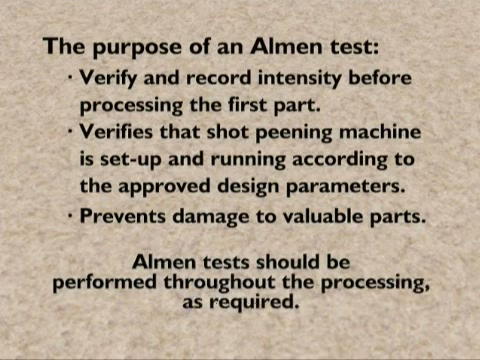 The purpose of an Almen test:
· Verify and record intensity before
processing the first part.
· Verifies that shot peening machine
is set-up and running according to
the approved design parameters.
· Prevents damage to valuable parts.
Almen tests should be
performed throughout the processing,
as required.